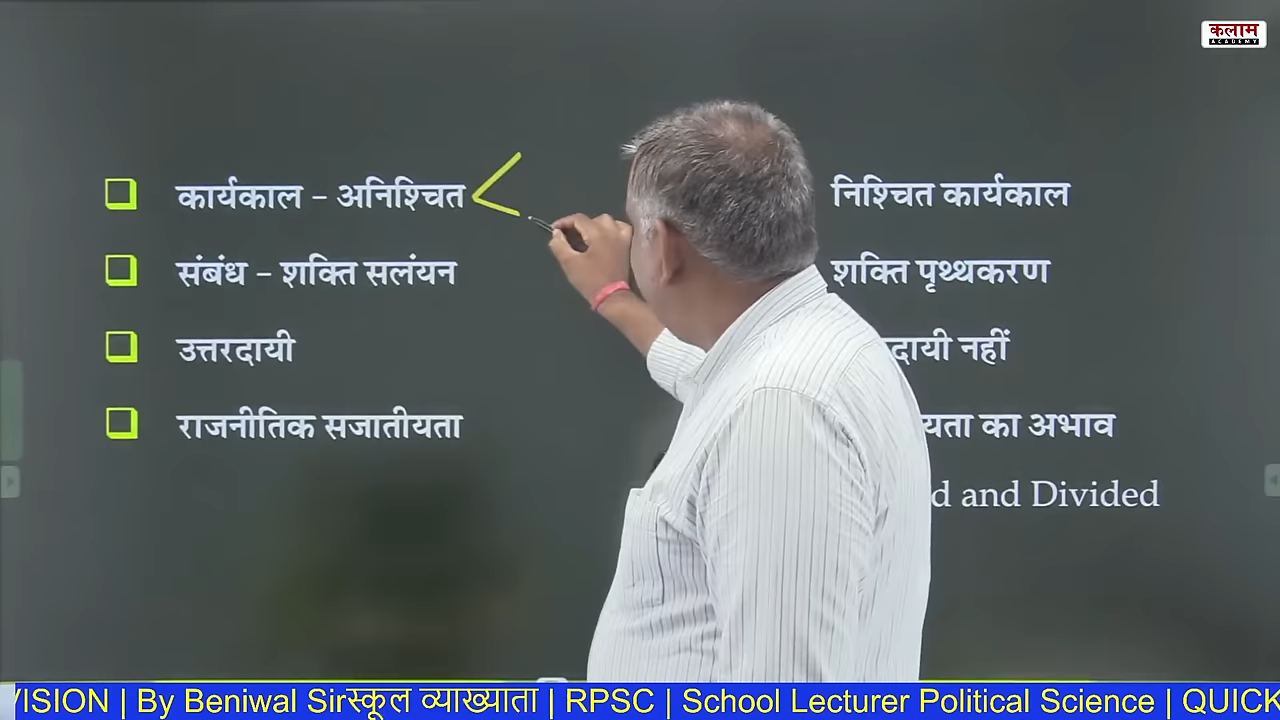 कलाम
ACADEMY
कार्यकाल – अनिश्चित
निश्चित कार्यकाल
संबंध – शक्ति सलंयन
शक्ति पृथ्थकरण
उत्तरदायी
दायी नहीं
राजनीतिक सजातीयता
यता का अभाव
d and Divided
VISION | By Beniwal Sirस्कूल व्याख्याता | RPSC | School Lecturer Political Science | QUICK